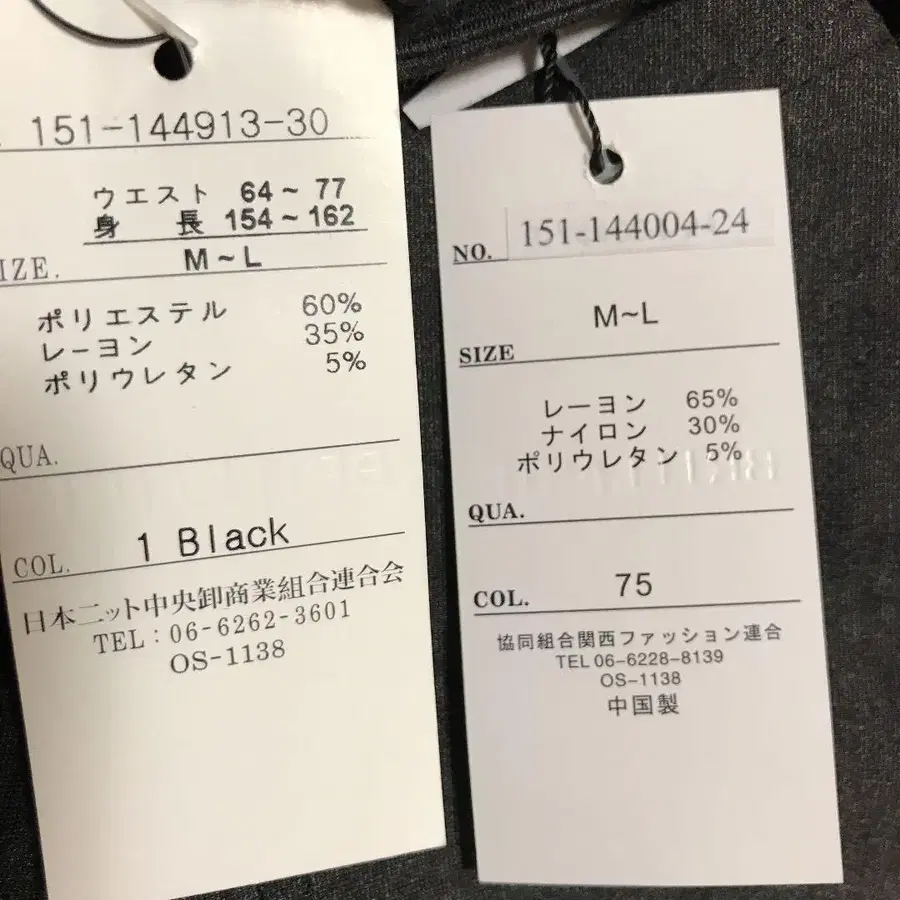 151-144913-30
ウエスト 64~77
身長 154~162
IZE. M~L
ポリエステル 60%
レーヨン 35%
ポリウレタン 5%
QUA.
COL. 1 Black
日本ニット中央卸商業組合連合会
TEL:06-6262-3601
OS-1138
NO. 151-144004-24
SIZE M~L
レーヨン 65%
ナイロン 30%
ポリウレタン 5%
QUA.
COL. 75
協同組合関西ファッション連合
TEL 06-6228-8139
OS-1138
中国製